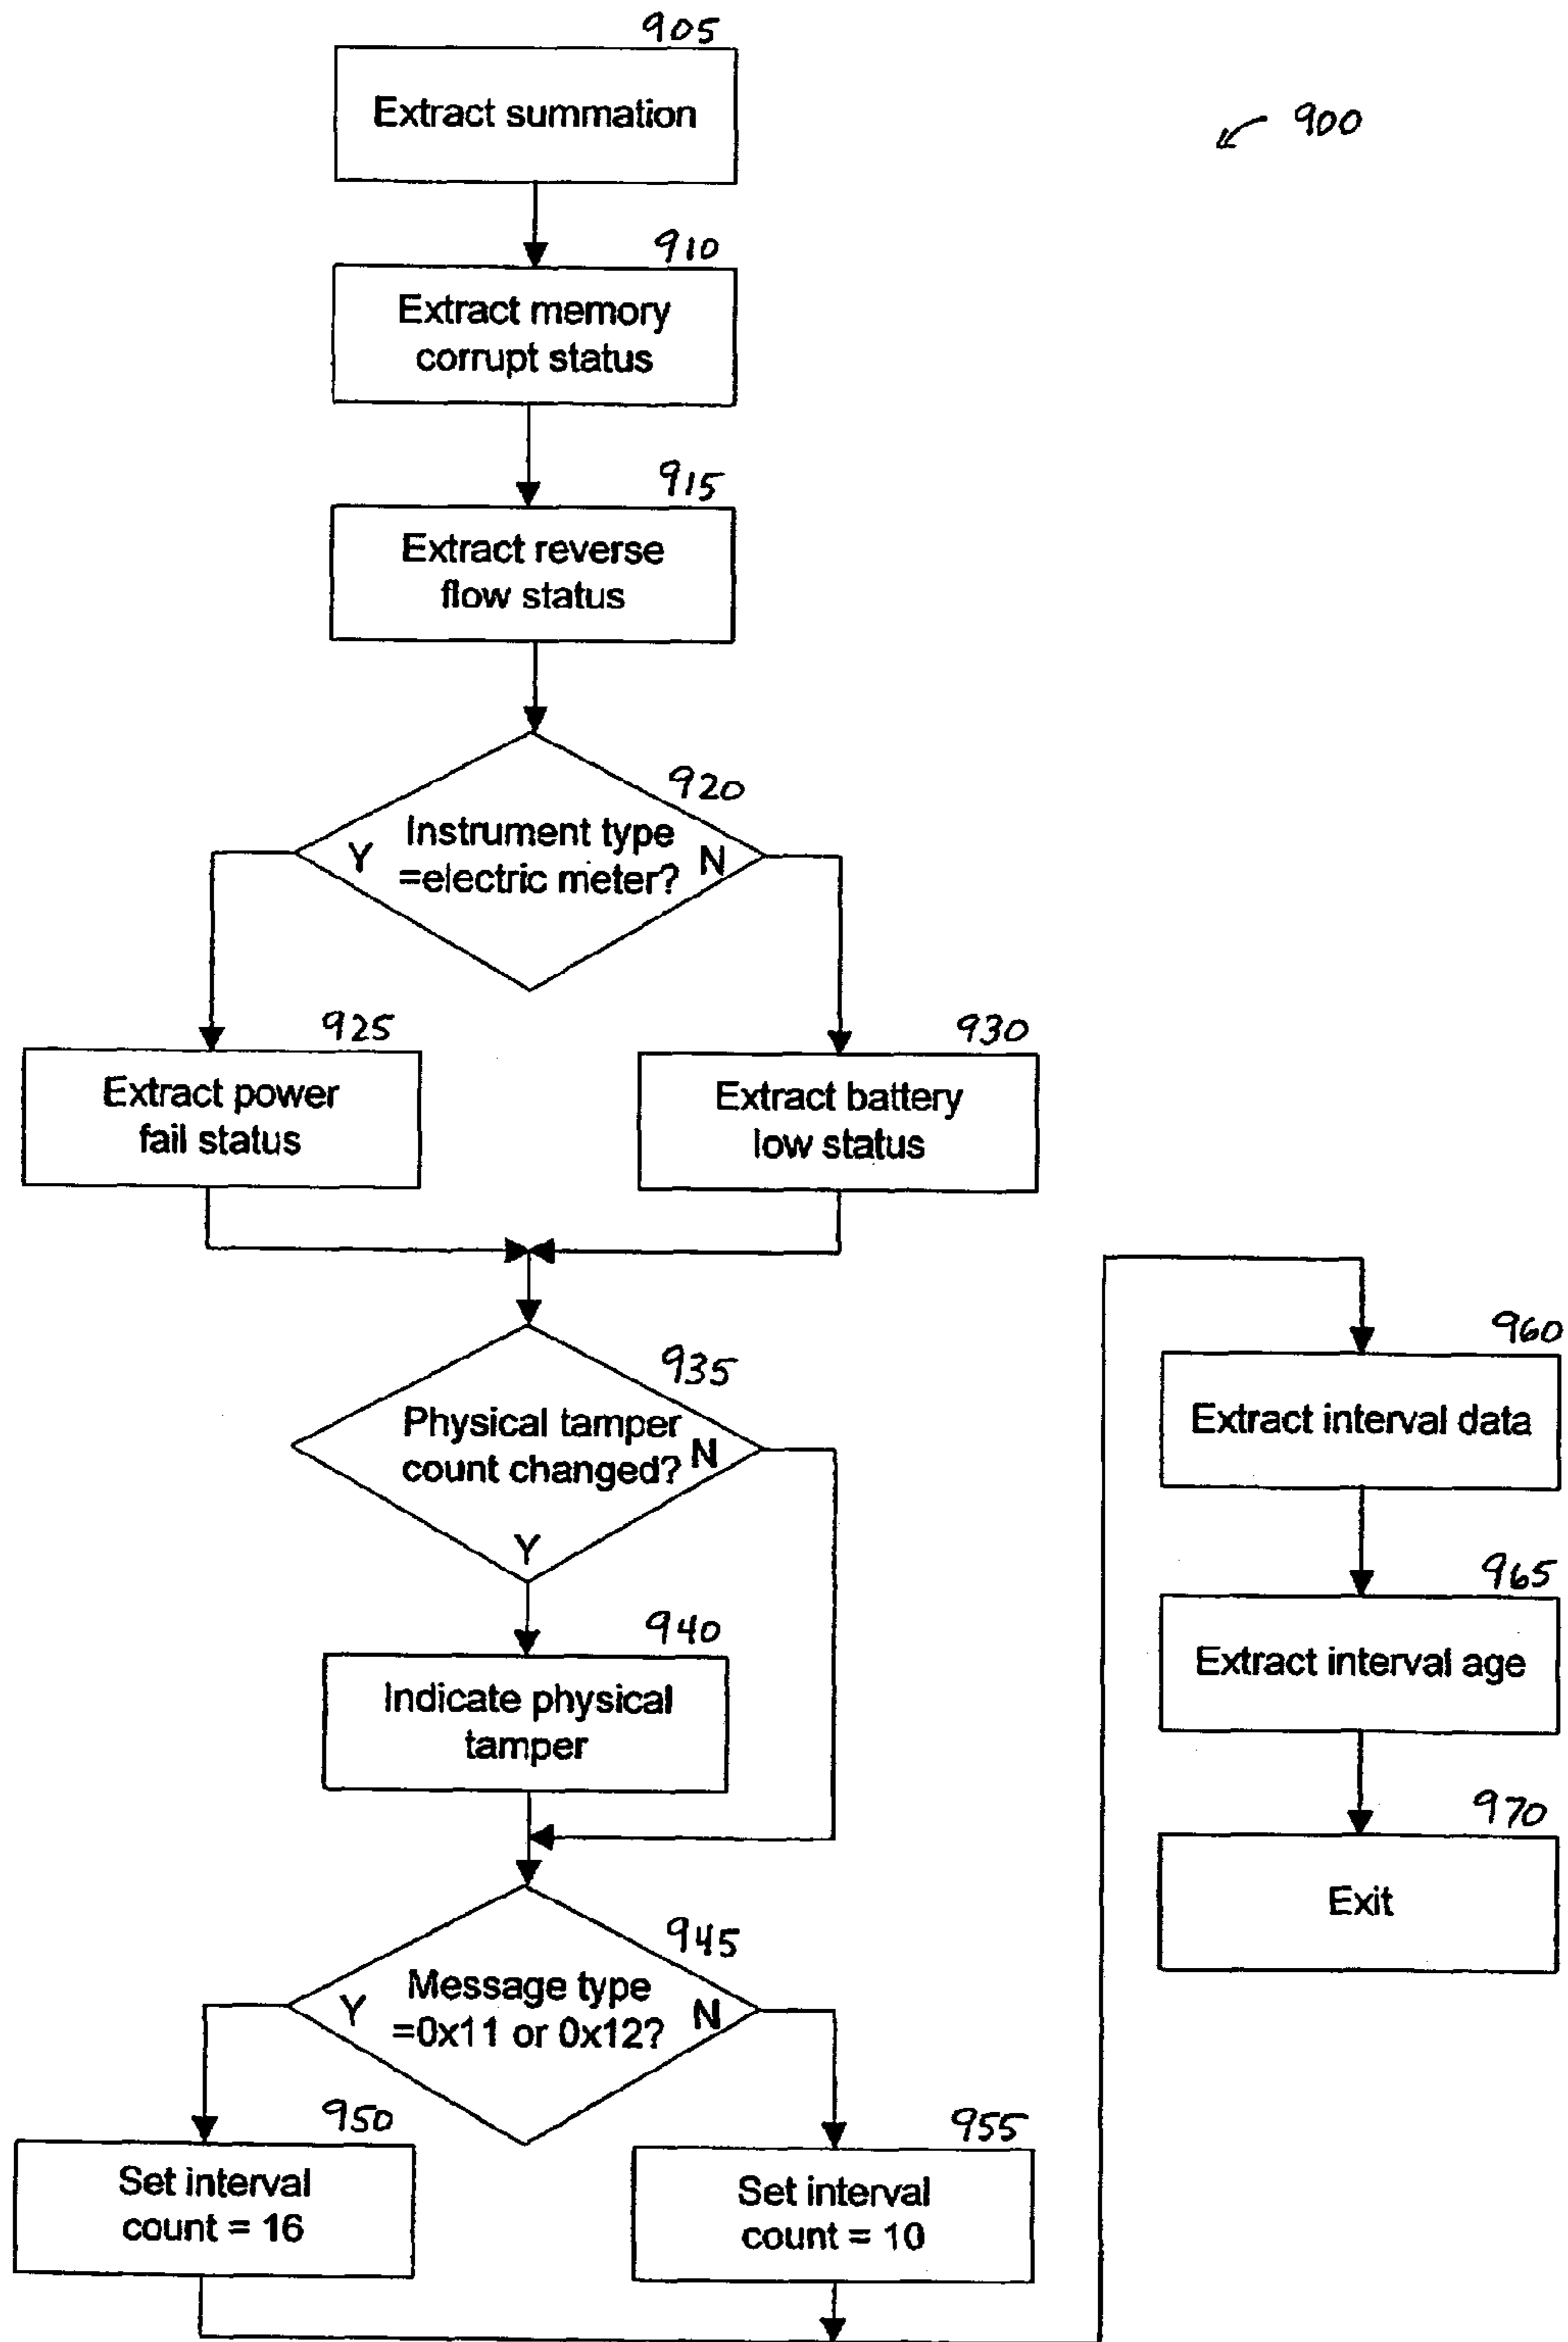 905
Extract summation
900
910
Extract memory
corrupt status
915
Extract reverse
flow status
920
Instrument type
=electric meter?
Y
N
925
Extract power
fail status
930
Extract battery
low status
935
Physical tamper
count changed?
N
Y
940
Indicate physical
tamper
945
Message type
=0x11 or 0x12?
Y
N
950
Set interval
count = 16
955
Set interval
count = 10
960
Extract interval data
965
Extract interval age
970
Exit